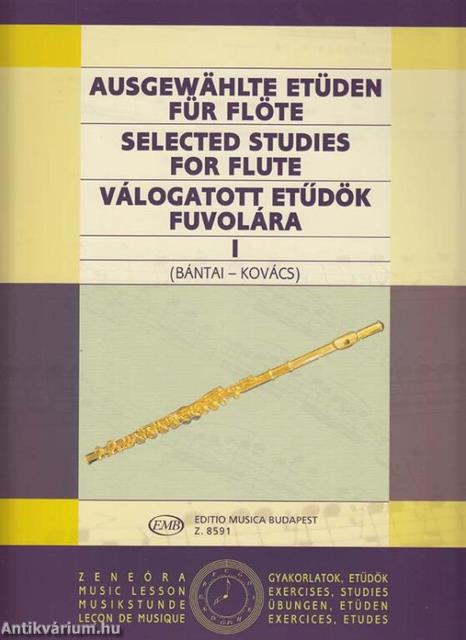 AUSGEWÄHLTE ETÜDEN
FÜR FLÖTE
SELECTED STUDIES
FOR FLUTE
VÁLOGATOTT ETŰDÖK
FUVOLÁRA
I
(BÁNTAI – KOVÁCS)
EMB
EDITIO MUSICA BUDAPEST
Z. 8591
ZENEÓRA
MUSIC LESSON
MUSIKSTUNDE
LEÇON DE MUSIQUE
GYAKORLATOK, ETŰDÖK
EXERCISES, STUDIES
ÜBUNGEN, ETÜDEN
EXERCICES, ETUDES
Antikvárium.hu